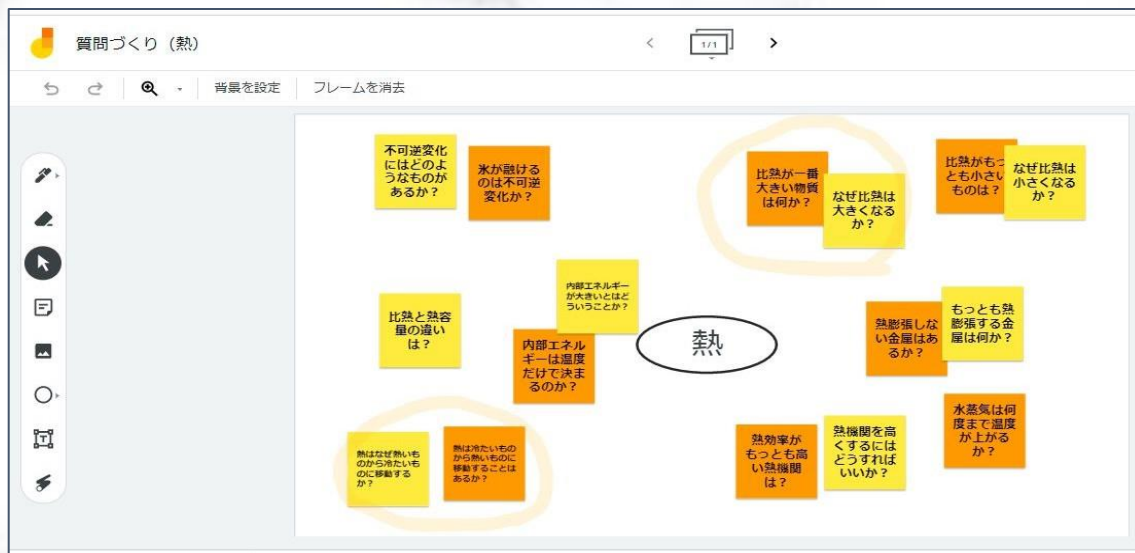 質問づくり（熱）
1/1
背景を設定
フレームを消去
不可逆変化
にはどのよ
うなものが
あるか？
氷が融ける
のは不可逆
変化か？
比熱が一番
大きい物質
は何か？
なぜ比熱は
大きくなる
か？
比熱がもっ
とも小さい
ものは？
なぜ比熱は
小さくなる
か？
比熱と熱容
量の違い
は？
内部エネルギー
が大きいとはど
ういうことか？
内部エネル
ギーは温度
だけで決ま
るのか？
熱
熱膨張しな
い金属はあ
るか？
もっとも熱
膨張する金
属は何か？
熱はなぜ熱いも
のから冷たいも
のに移動する
か？
熱は冷たいもの
から熱いものに
移動することは
あるか？
熱効率が
もっとも高
い熱機関
は？
熱機関を高
くするには
どうすれば
いいか？
水蒸気は何
度まで温度
が上がる
か？